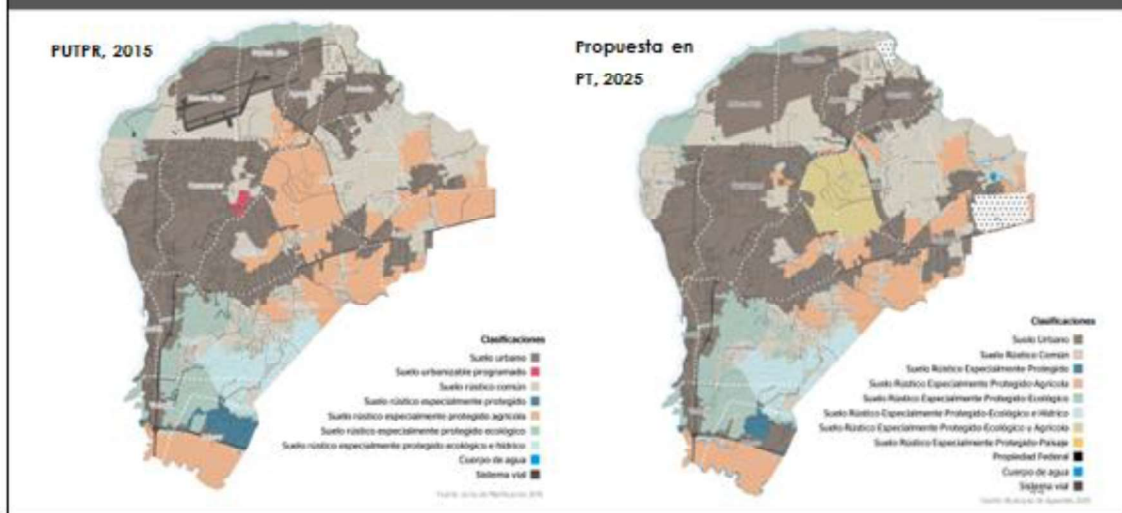 PUTPR, 2015
Clasificaciones
Suelo urbano
Suelo urbanizable programado
Suelo rústico común
Suelo rústico especialmente protegido
Suelo rústico especialmente protegido agrícola
Suelo rústico especialmente protegido ecológico
Suelo rústico especialmente protegido ecológico e hídrico
Cuerpo de agua
Sistema vial
Propuesta en
PT, 2025
Clasificaciones
Suelo Urbano
Suelo Rústico Común
Suelo Rústico Especialmente Protegido
Suelo Rústico Especialmente Protegido-Agrícola
Suelo Rústico Especialmente Protegido-Ecológico
Suelo Rústico Especialmente Protegido-Ecológico e Hídrico
Suelo Rústico Especialmente Protegido-Ecológico y Agrícola
Suelo Rústico Especialmente Protegido-Paisaje
Propiedad Federal
Cuerpo de agua
Sistema vial